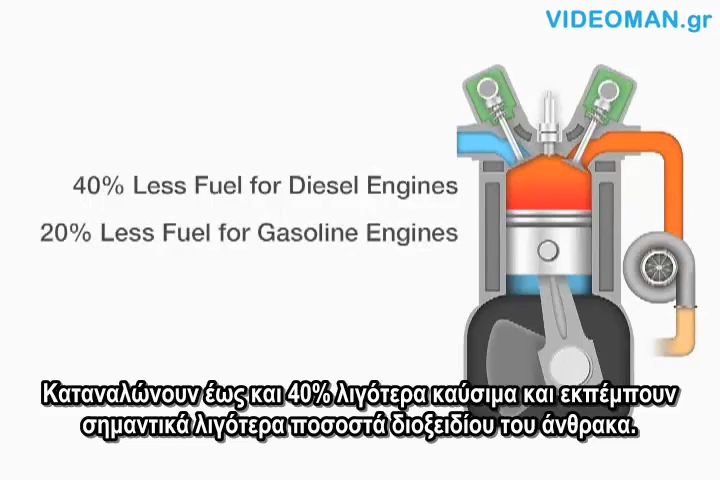 VIDEOMAN.gr
40% Less Fuel for Diesel Engines
20% Less Fuel for Gasoline Engines
Καταναλώνουν έως και 40% λιγότερα καύσιμα και εκπέμπουν
σημαντικά λιγότερα ποσοστά διοξειδίου του άνθρακα.